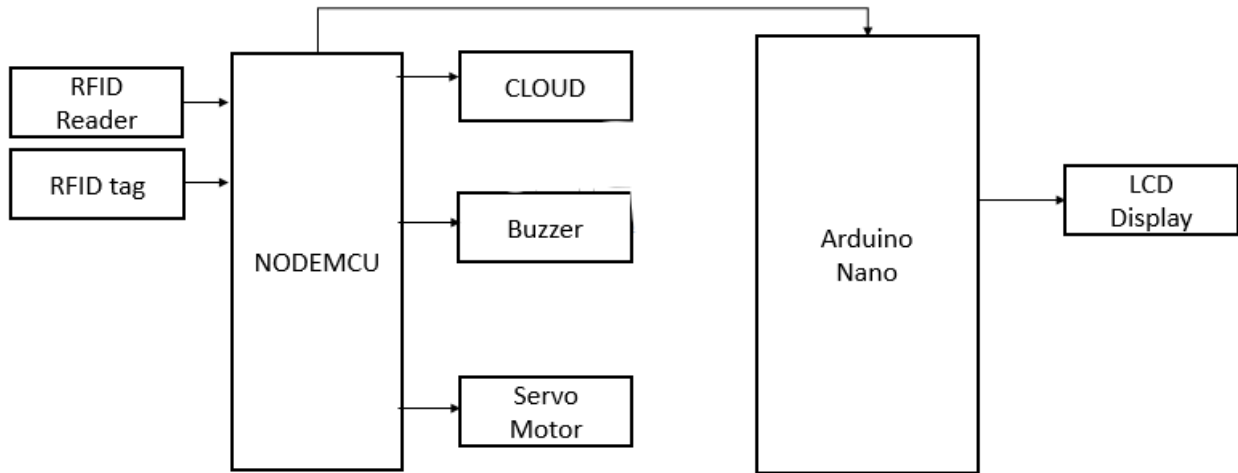 RFID
Reader
RFID tag
NODEMCU
CLOUD
Buzzer
Servo
Motor
Arduino
Nano
LCD
Display